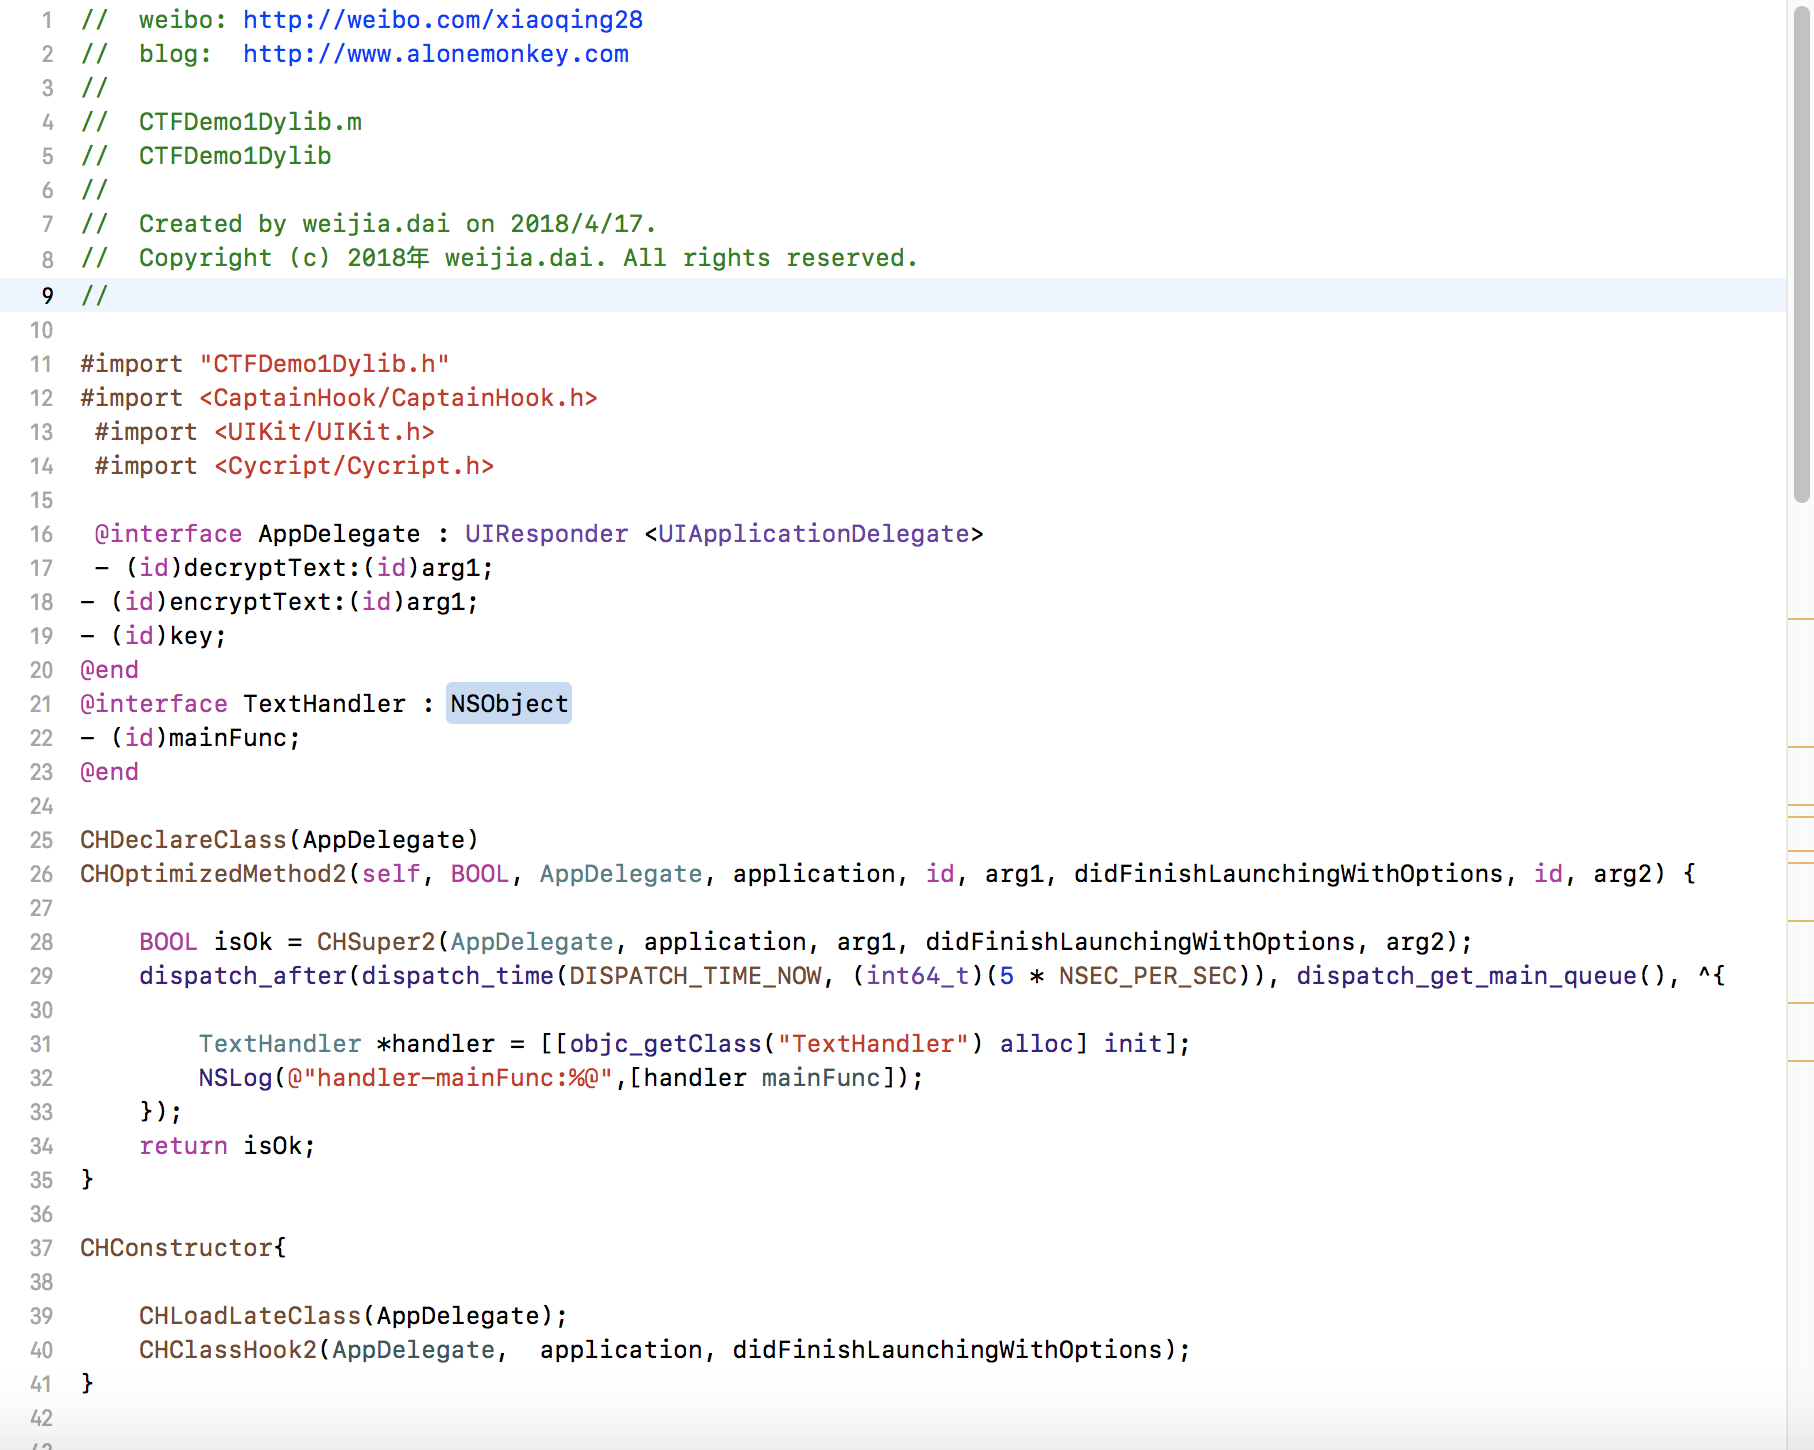 1 //  weibo: http://weibo.com/xiaoqing28
2 //  blog:  http://www.alonemonkey.com
3 //
4 //  CTFDemo1Dylib.m
5 //  CTFDemo1Dylib
6 //
7 //  Created by weijia.dai on 2018/4/17.
8 //  Copyright (c) 2018年 weijia.dai. All rights reserved.
9 //
10
11 #import "CTFDemo1Dylib.h"
12 #import <CaptainHook/CaptainHook.h>
13  #import <UIKit/UIKit.h>
14  #import <Cycript/Cycript.h>
15
16  @interface AppDelegate : UIResponder <UIApplicationDelegate>
17  - (id)decryptText:(id)arg1;
18 - (id)encryptText:(id)arg1;
19 - (id)key;
20 @end
21 @interface TextHandler : NSObject
22 - (id)mainFunc;
23 @end
24
25 CHDeclareClass(AppDelegate)
26 CHOptimizedMethod2(self, BOOL, AppDelegate, application, id, arg1, didFinishLaunchingWithOptions, id, arg2) {
27
28     BOOL isOk = CHSuper2(AppDelegate, application, arg1, didFinishLaunchingWithOptions, arg2);
29     dispatch_after(dispatch_time(DISPATCH_TIME_NOW, (int64_t)(5 * NSEC_PER_SEC)), dispatch_get_main_queue(), ^{
30
31         TextHandler *handler = [[objc_getClass("TextHandler") alloc] init];
32         NSLog(@"handler-mainFunc:%@",[handler mainFunc]);
33     });
34     return isOk;
35 }
36
37 CHConstructor{
38
39     CHLoadLateClass(AppDelegate);
40     CHClassHook2(AppDelegate,  application, didFinishLaunchingWithOptions);
41 }
42